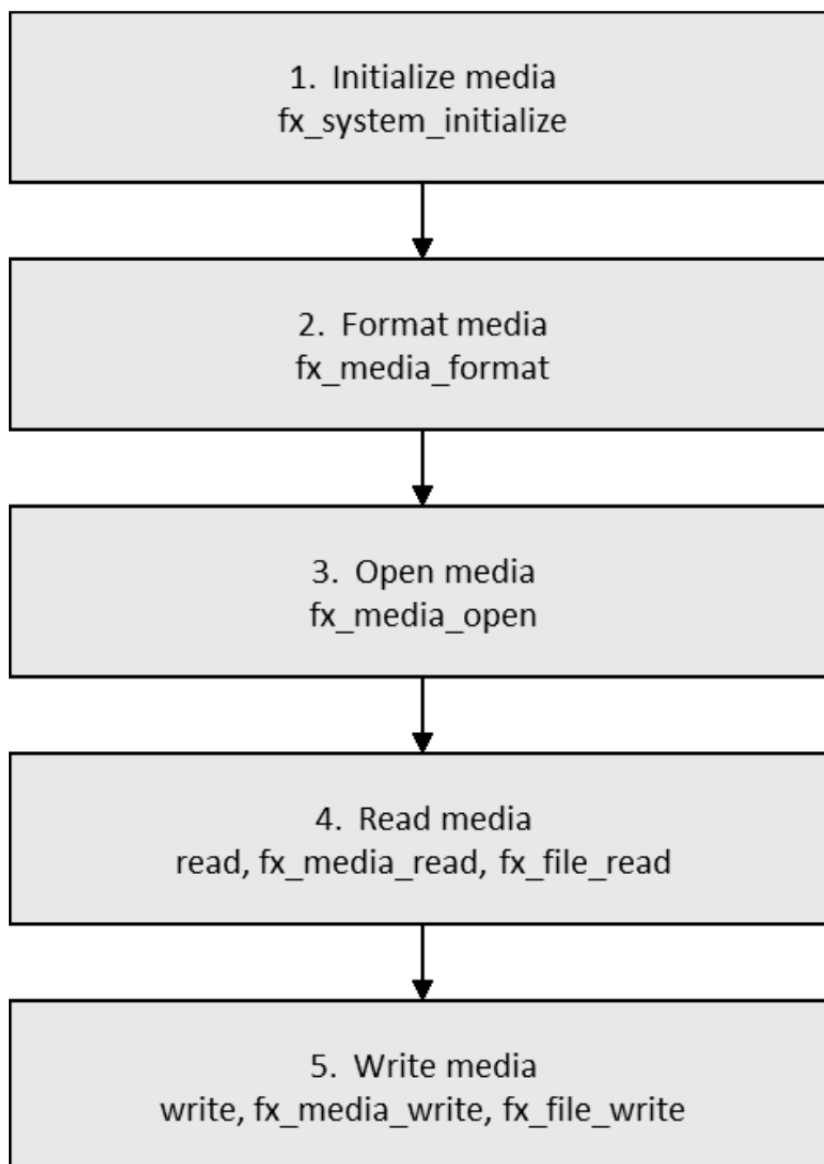 1. Initialize media
fx_system_initialize
2. Format media
fx_media_format
3. Open media
fx_media_open
4. Read media
read, fx_media_read, fx_file_read
5. Write media
write, fx_media_write, fx_file_write